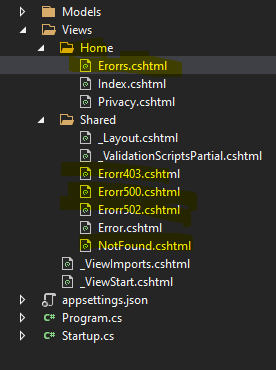 Models
Views
Home
Erorrs.cshtml
Index.cshtml
Privacy.cshtml
Shared
_Layout.cshtml
_ValidationScriptsPartial.cshtml
Erorr403.cshtml
Erorr500.cshtml
Erorr502.cshtml
Error.cshtml
NotFound.cshtml
_ViewImports.cshtml
_ViewStart.cshtml
appsettings.json
C# Program.cs
C# Startup.cs